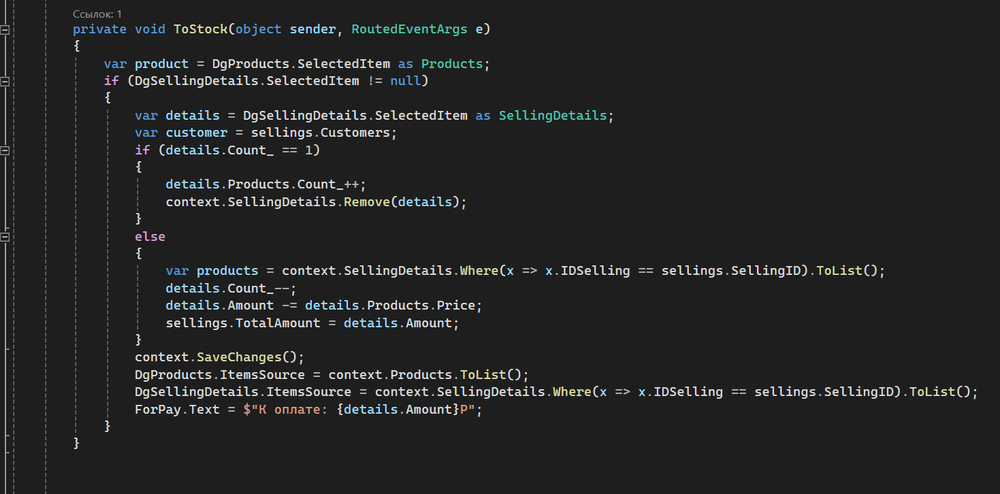 Ссылок: 1
private void ToStock(object sender, RoutedEventArgs e)
{
var product = DgProducts.SelectedItem as Products;
if (DgSellingDetails.SelectedItem != null)
{
var details = DgSellingDetails.SelectedItem as SellingDetails;
var customer = sellings.Customers;
if (details.Count_ == 1)
{
details.Products.Count_++;
context.SellingDetails.Remove(details);
}
else
{
var products = context.SellingDetails.Where(x => x.IDSelling == sellings.SellingID).ToList();
details.Count_--;
details.Amount -= details.Products.Price;
sellings.TotalAmount = details.Amount;
}
context.SaveChanges();
DgProducts.ItemsSource = context.Products.ToList();
DgSellingDetails.ItemsSource = context.SellingDetails.Where(x => x.IDSelling == sellings.SellingID).ToList();
ForPay.Text = $"К оплате: {details.Amount}Р";
}
}